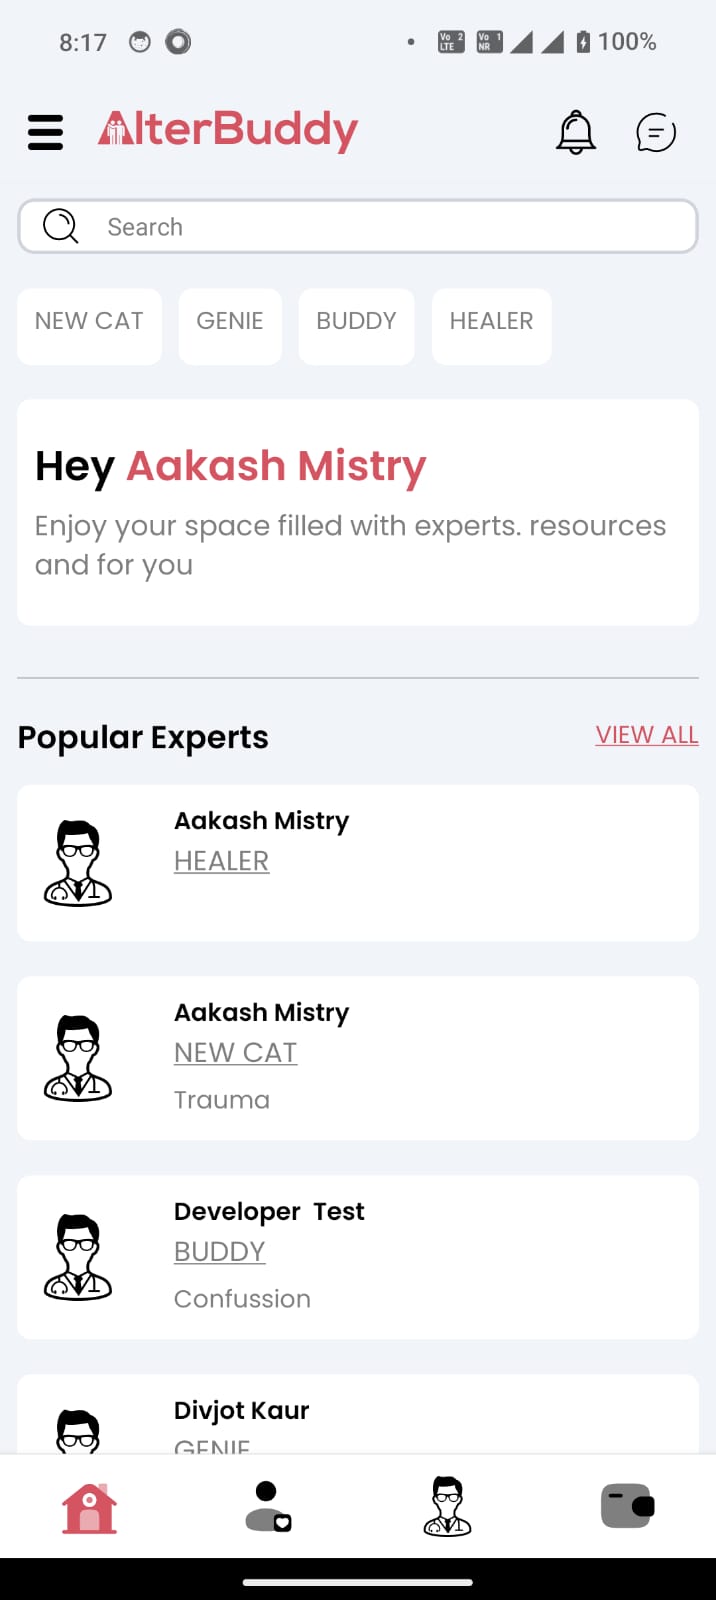 8:17 Vo 2 LTE Vo 1 NR 100%
AlterBuddy
Search
NEW CAT GENIE BUDDY HEALER
Hey Aakash Mistry
Enjoy your space filled with experts. resources
and for you
Popular Experts VIEW ALL
Aakash Mistry
HEALER
Aakash Mistry
NEW CAT
Trauma
Developer  Test
BUDDY
Confussion
Divjot Kaur
GENIE